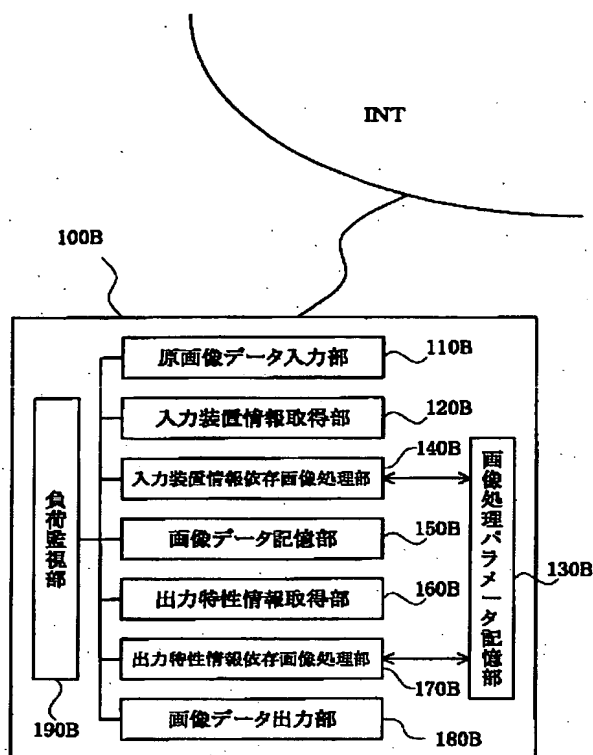 INT
100B
原画像データ入力部
110B
入力装置情報取得部
120B
140B
入力装置情報依存画像処理部
画像データ記憶部
150B
出力特性情報取得部
160B
出力特性情報依存画像処理部
170B
画像データ出力部
180B
負荷監視部
190B
画像処理パラメータ記憶部
130B